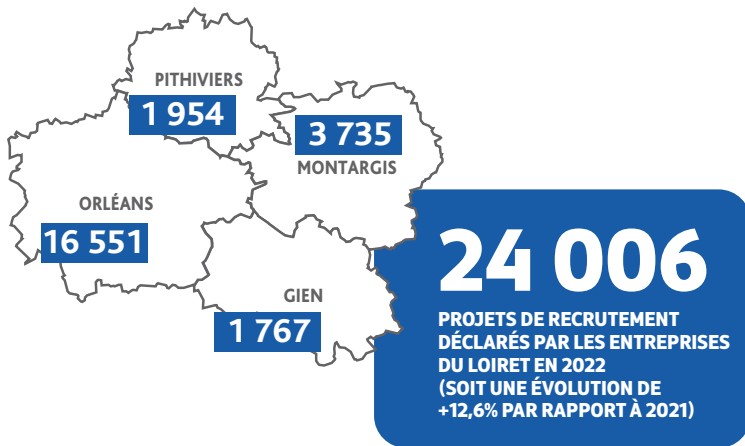 PITHIVIERS
1 954
3 735
MONTARGIS
ORLÉANS
16 551
GIEN
1 767
24 006
PROJETS DE RECRUTEMENT
DÉCLARÉS PAR LES ENTREPRISES
DU LOIRET EN 2022
(SOIT UNE ÉVOLUTION DE
+12,6% PAR RAPPORT À 2021)